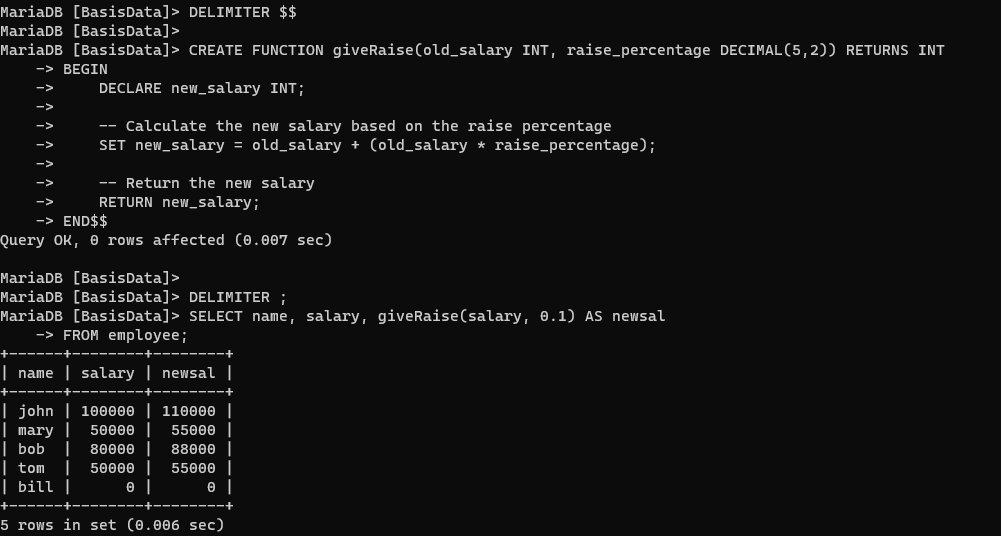 MariaDB [BasisData]> DELIMITER $$
MariaDB [BasisData]>
MariaDB [BasisData]> CREATE FUNCTION giveRaise(old_salary INT, raise_percentage DECIMAL(5,2)) RETURNS INT
    -> BEGIN
    ->     DECLARE new_salary INT;
    ->
    ->     -- Calculate the new salary based on the raise percentage
    ->     SET new_salary = old_salary + (old_salary * raise_percentage);
    ->
    ->     -- Return the new salary
    ->     RETURN new_salary;
    -> END$$
Query OK, 0 rows affected (0.007 sec)

MariaDB [BasisData]>
MariaDB [BasisData]> DELIMITER ;
MariaDB [BasisData]> SELECT name, salary, giveRaise(salary, 0.1) AS newsal
    -> FROM employee;
+------+--------+--------+
| name | salary | newsal |
+------+--------+--------+
| john | 100000 | 110000 |
| mary |  50000 |  55000 |
| bob  |  80000 |  88000 |
| tom  |  50000 |  55000 |
| bill |      0 |      0 |
+------+--------+--------+
5 rows in set (0.006 sec)